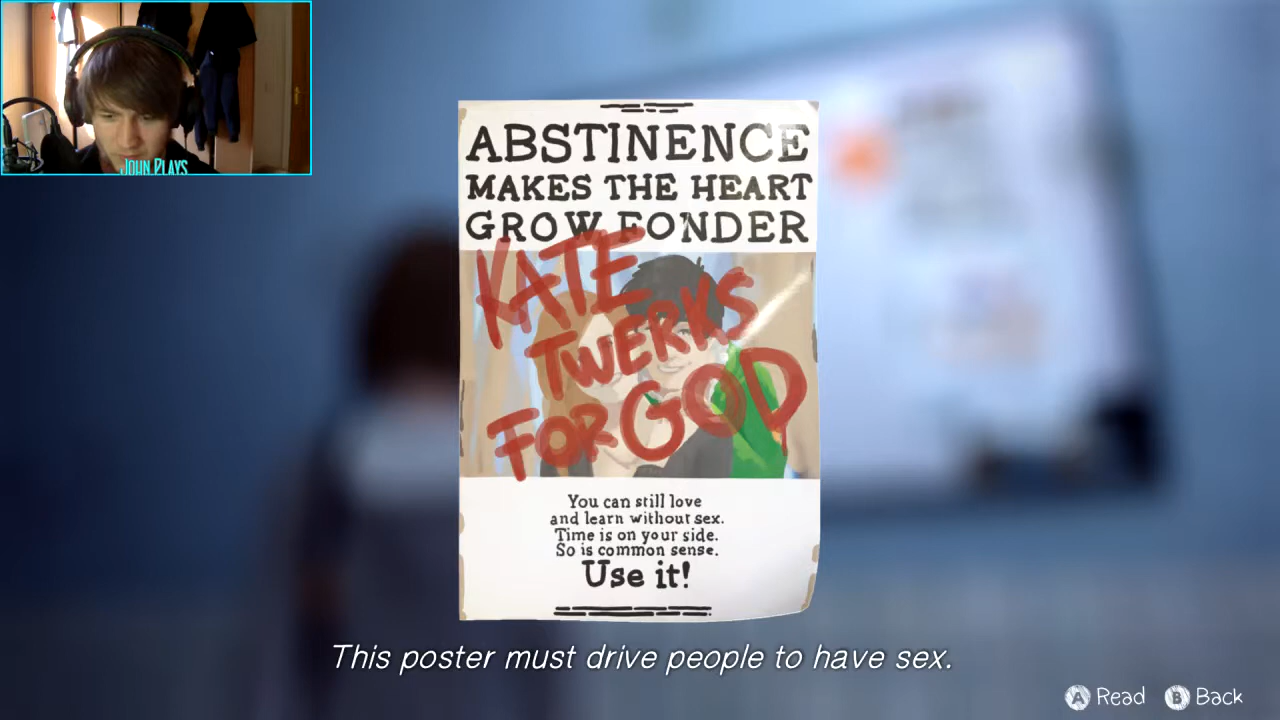 JOHN PLAYS
ABSTINENCE
MAKES THE HEART
GROW FONDER
KATE
TWERKS
FOR GOD
You can still love
and learn without sex.
Time is on your side.
So is common sense.
Use it!
This poster must drive people to have sex.
A Read B Back